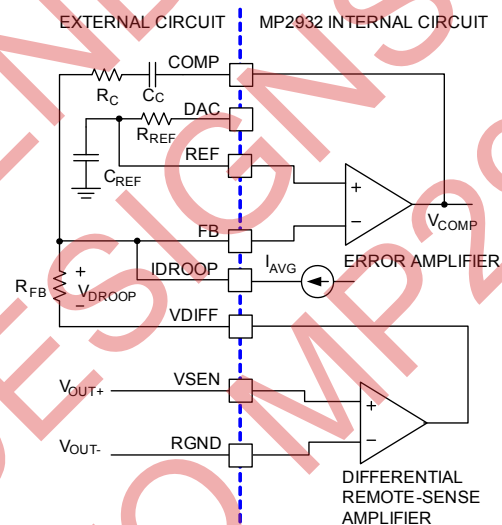 EXTERNAL CIRCUIT
MP2932 INTERNAL CIRCUIT
COMP
RC
CC
DAC
RREF
REF
CREF
+
−
VCOMP
FB
ERROR AMPLIFIER
IDROOP
IAVG
RFB
+
VDROOP
−
VDIFF
VOUT+
VSEN
+
−
VOUT-
RGND
DIFFERENTIAL
REMOTE-SENSE
AMPLIFIER
DESIGNS